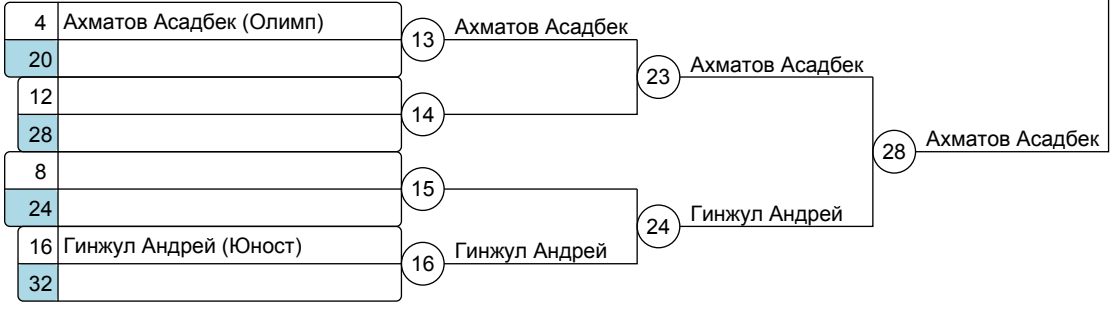 4 Ахматов Асадбек (Олимп)
13 Ахматов Асадбек
20
23 Ахматов Асадбек
12
14
28
28 Ахматов Асадбек
8
15
24
24 Гинжул Андрей
16 Гинжул Андрей (Юност)
16 Гинжул Андрей
32